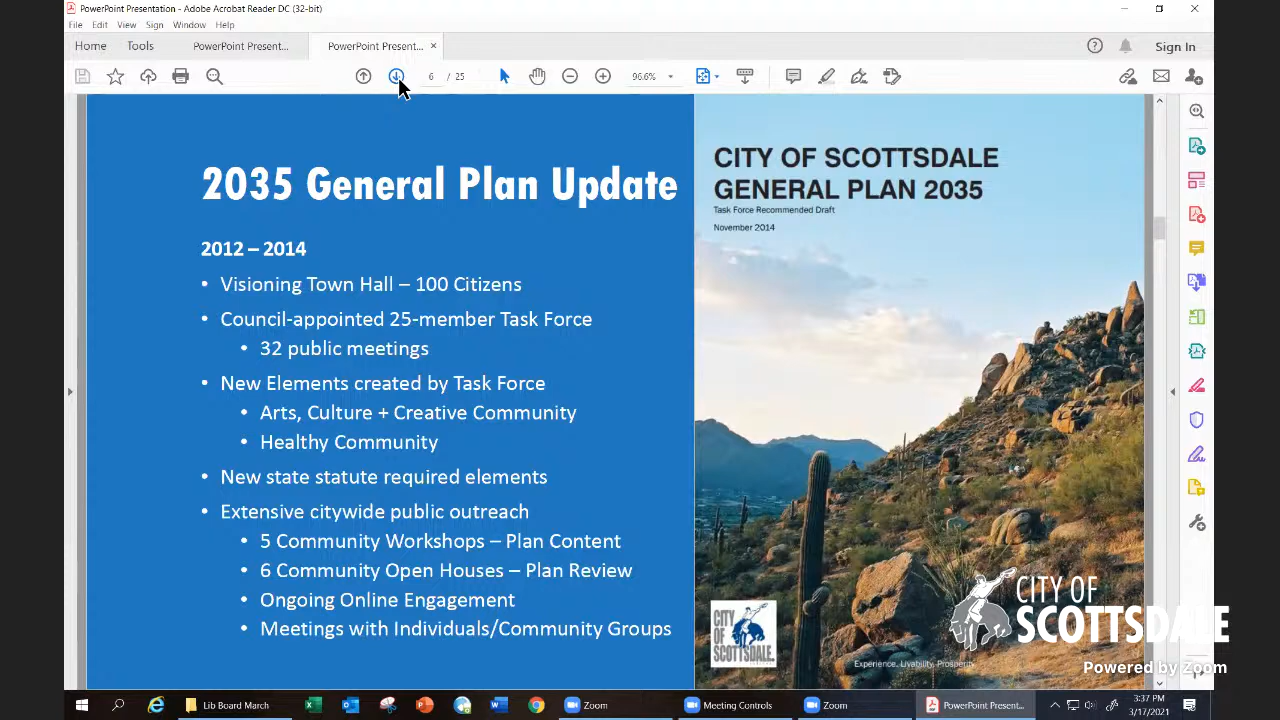 PowerPoint Presentation - Adobe Acrobat Reader DC (32-bit)
File Edit View Sign Window Help
Home Tools PowerPoint Present... PowerPoint Present... × Sign In
6 / 25 96.6%
2035 General Plan Update
2012 – 2014
• Visioning Town Hall – 100 Citizens
• Council-appointed 25-member Task Force
• 32 public meetings
• New Elements created by Task Force
• Arts, Culture + Creative Community
• Healthy Community
• New state statute required elements
• Extensive citywide public outreach
• 5 Community Workshops – Plan Content
• 6 Community Open Houses – Plan Review
• Ongoing Online Engagement
• Meetings with Individuals/Community Groups
CITY OF SCOTTSDALE
GENERAL PLAN 2035
Task Force Recommended Draft
November 2014
CITY
OF
SCOTTSDALE
Experience. Livability. Prosperity.
CITY OF
SCOTTSDALE
Powered by Zoom
Lib Board March Zoom Meeting Controls Zoom PowerPoint Present...
3:37 PM
3/17/2021